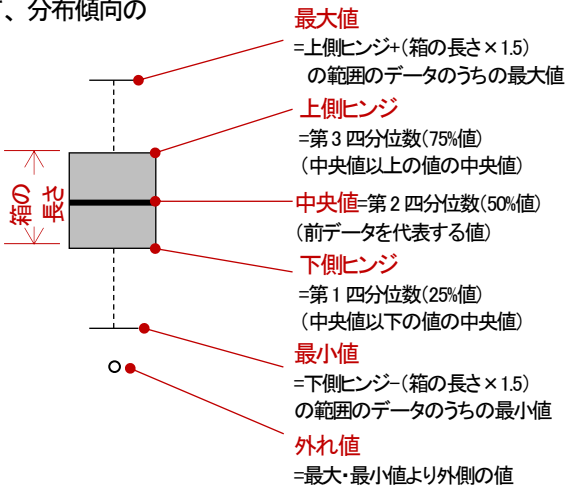 、分布傾向の
最大値
=上側ヒンジ+(箱の長さ×1.5)
の範囲のデータのうちの最大値
上側ヒンジ
=第3四分位数(75%値)
(中央値以上の値の中央値)
箱の
長さ
中央値=第2四分位数(50%値)
(前データを代表する値)
下側ヒンジ
=第1四分位数(25%値)
(中央値以下の値の中央値)
最小値
=下側ヒンジ-(箱の長さ×1.5)
の範囲のデータのうちの最小値
外れ値
=最大・最小値より外側の値